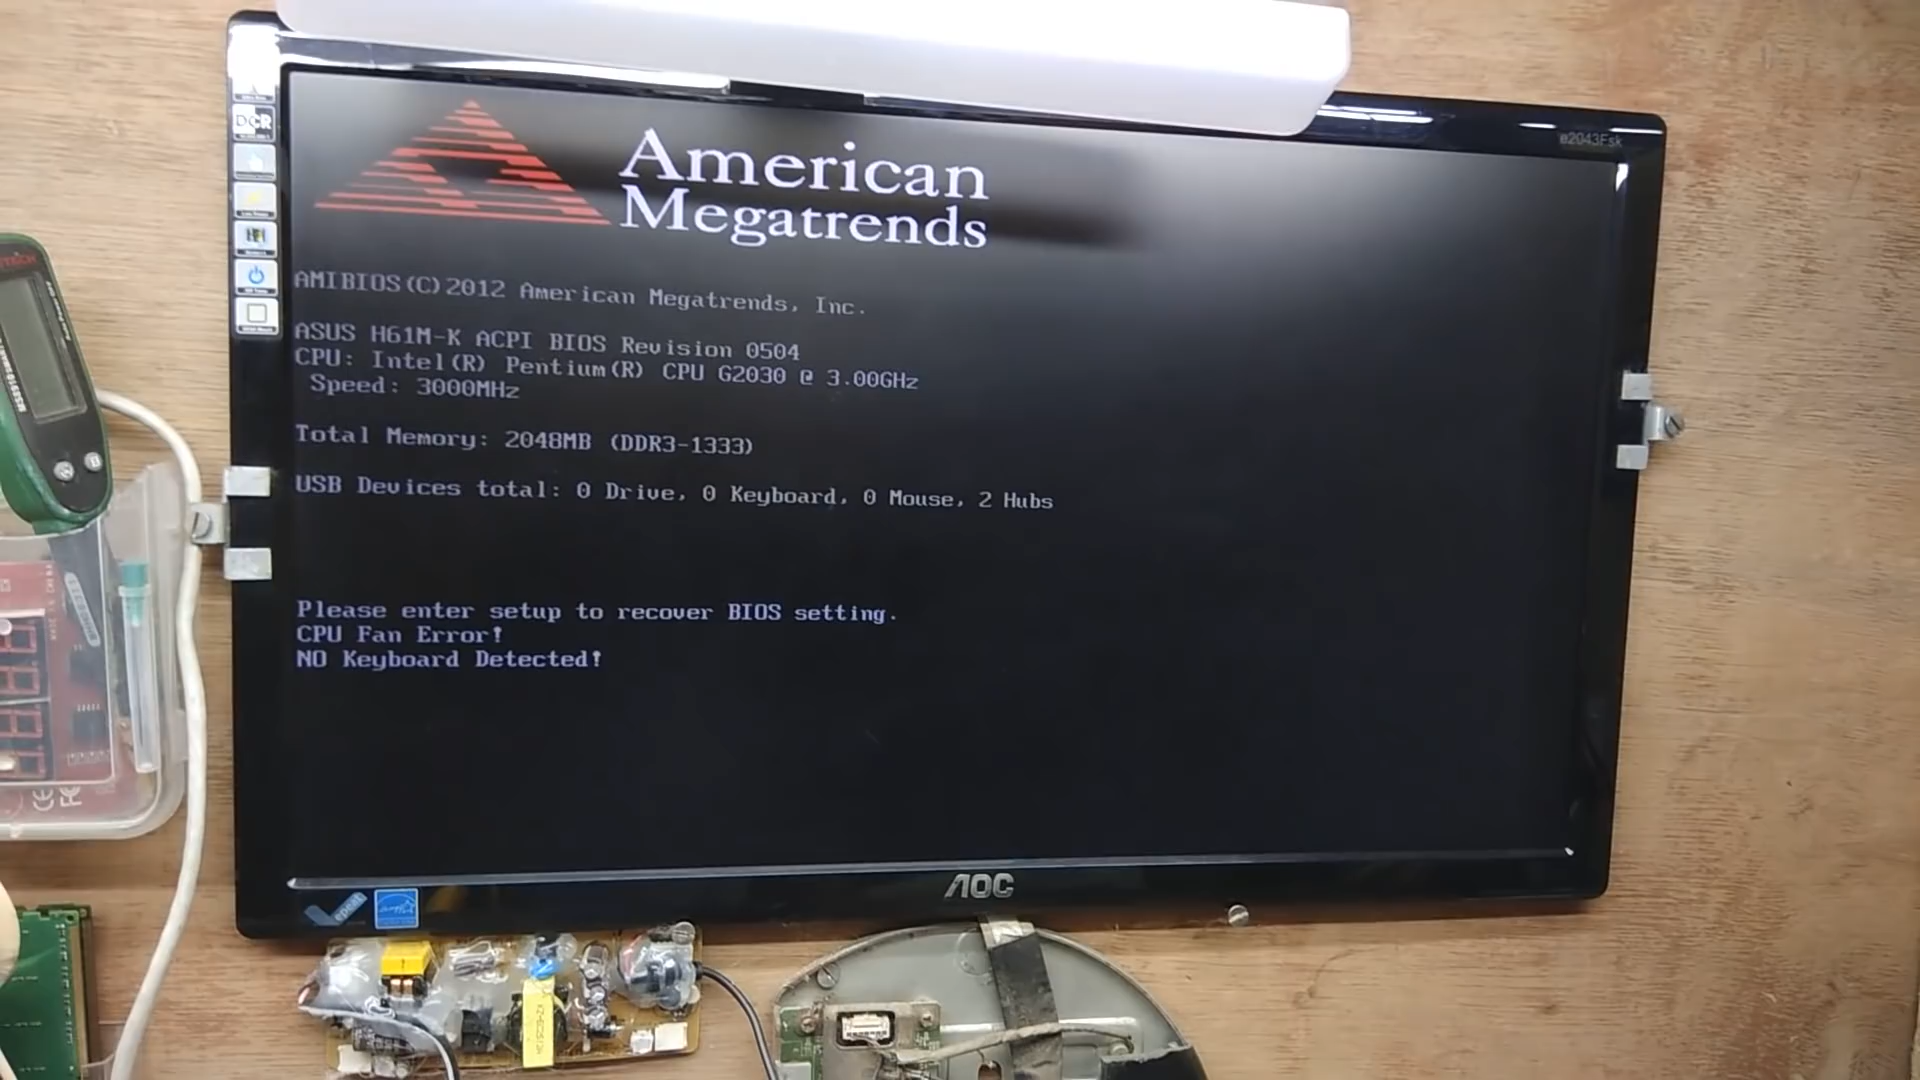 DCR
e2043Fsk
American
Megatrends
AMIBIOS(C)2012 American Megatrends, Inc.
ASUS H61M-K ACPI BIOS Revision 0504
CPU: Intel(R) Pentium(R) CPU G2030 @ 3.00GHz
Speed: 3000MHz
Total Memory: 2048MB (DDR3-1333)
USB Devices total: 0 Drive, 0 Keyboard, 0 Mouse, 2 Hubs
Please enter setup to recover BIOS setting.
CPU Fan Error!
NO Keyboard Detected!
AOC
epeat